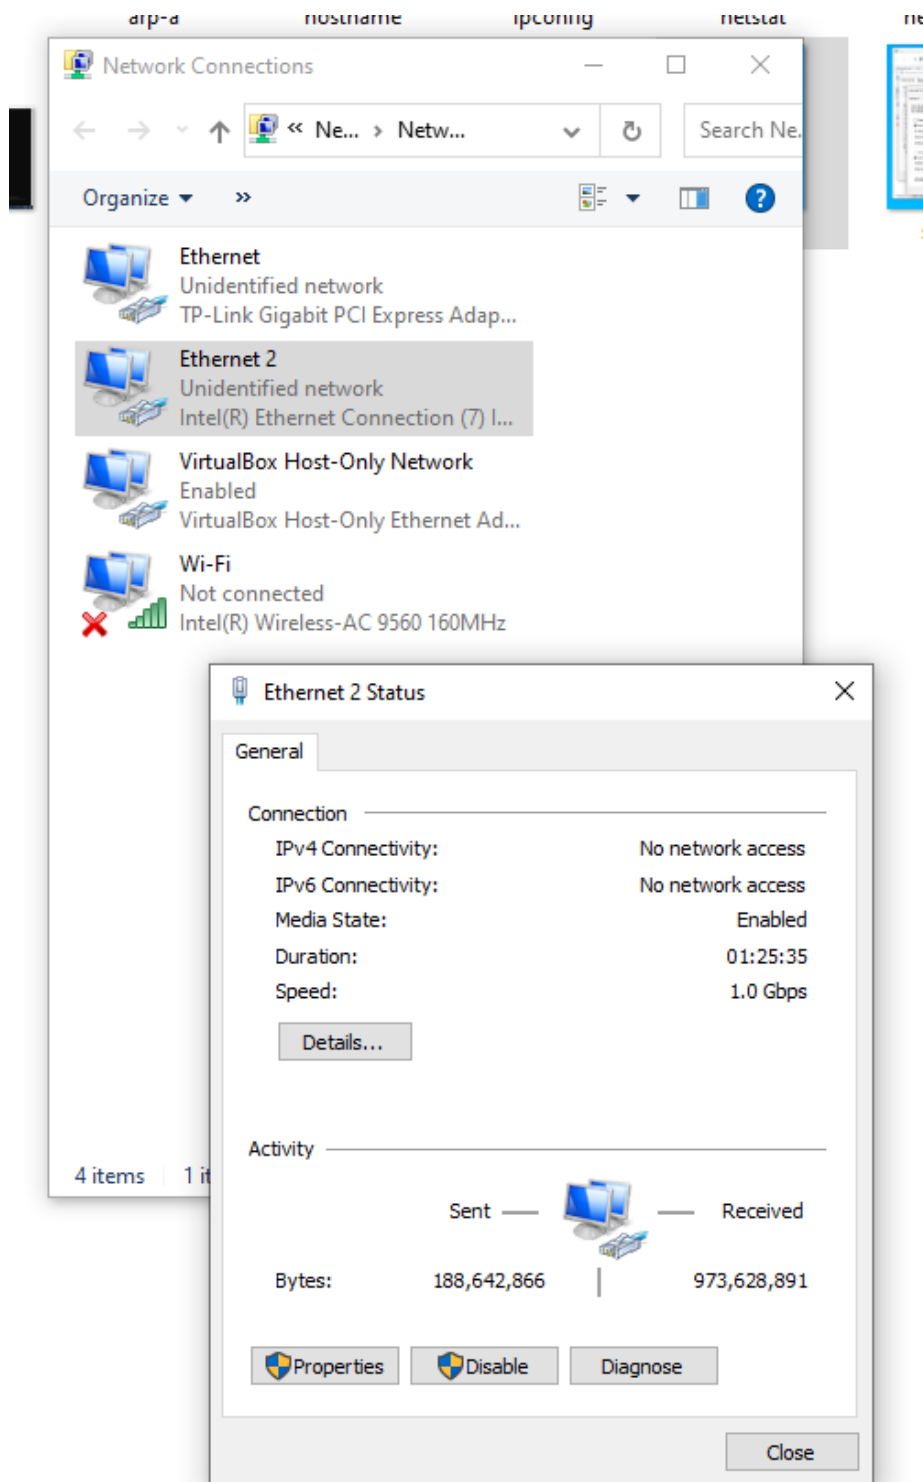 arp-a hostname ipconfig netstat
Network Connections
« Ne... > Netw...
Search Ne.
Organize »
Ethernet
Unidentified network
TP-Link Gigabit PCI Express Adap...
Ethernet 2
Unidentified network
Intel(R) Ethernet Connection (7) I...
VirtualBox Host-Only Network
Enabled
VirtualBox Host-Only Ethernet Ad...
Wi-Fi
Not connected
Intel(R) Wireless-AC 9560 160MHz
4 items 1 it
Ethernet 2 Status
General
Connection
IPv4 Connectivity: No network access
IPv6 Connectivity: No network access
Media State: Enabled
Duration: 01:25:35
Speed: 1.0 Gbps
Details...
Activity
Sent — — Received
Bytes: 188,642,866 | 973,628,891
Properties Disable Diagnose
Close